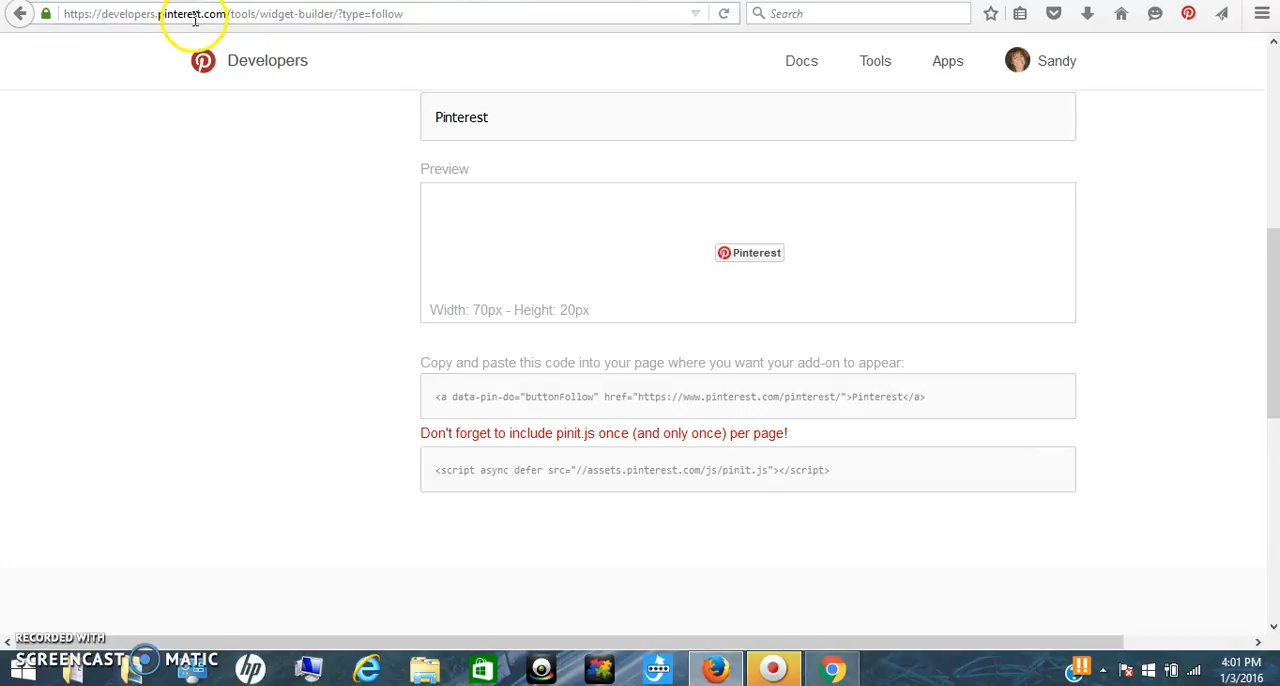 https://developers.pinterest.com/tools/widget-builder/?type=follow
Search
Developers
Docs
Tools
Apps
Sandy
Pinterest
Preview
Pinterest
Width: 70px - Height: 20px
Copy and paste this code into your page where you want your add-on to appear:
<a data-pin-do="buttonFollow" href="https://www.pinterest.com/pinterest/">Pinterest</a>
Don't forget to include pinit.js once (and only once) per page!
<script async defer src="//assets.pinterest.com/js/pinit.js"></script>
RECORDED WITH
SCREENCAST MATIC
hp
4:01 PM
1/3/2016